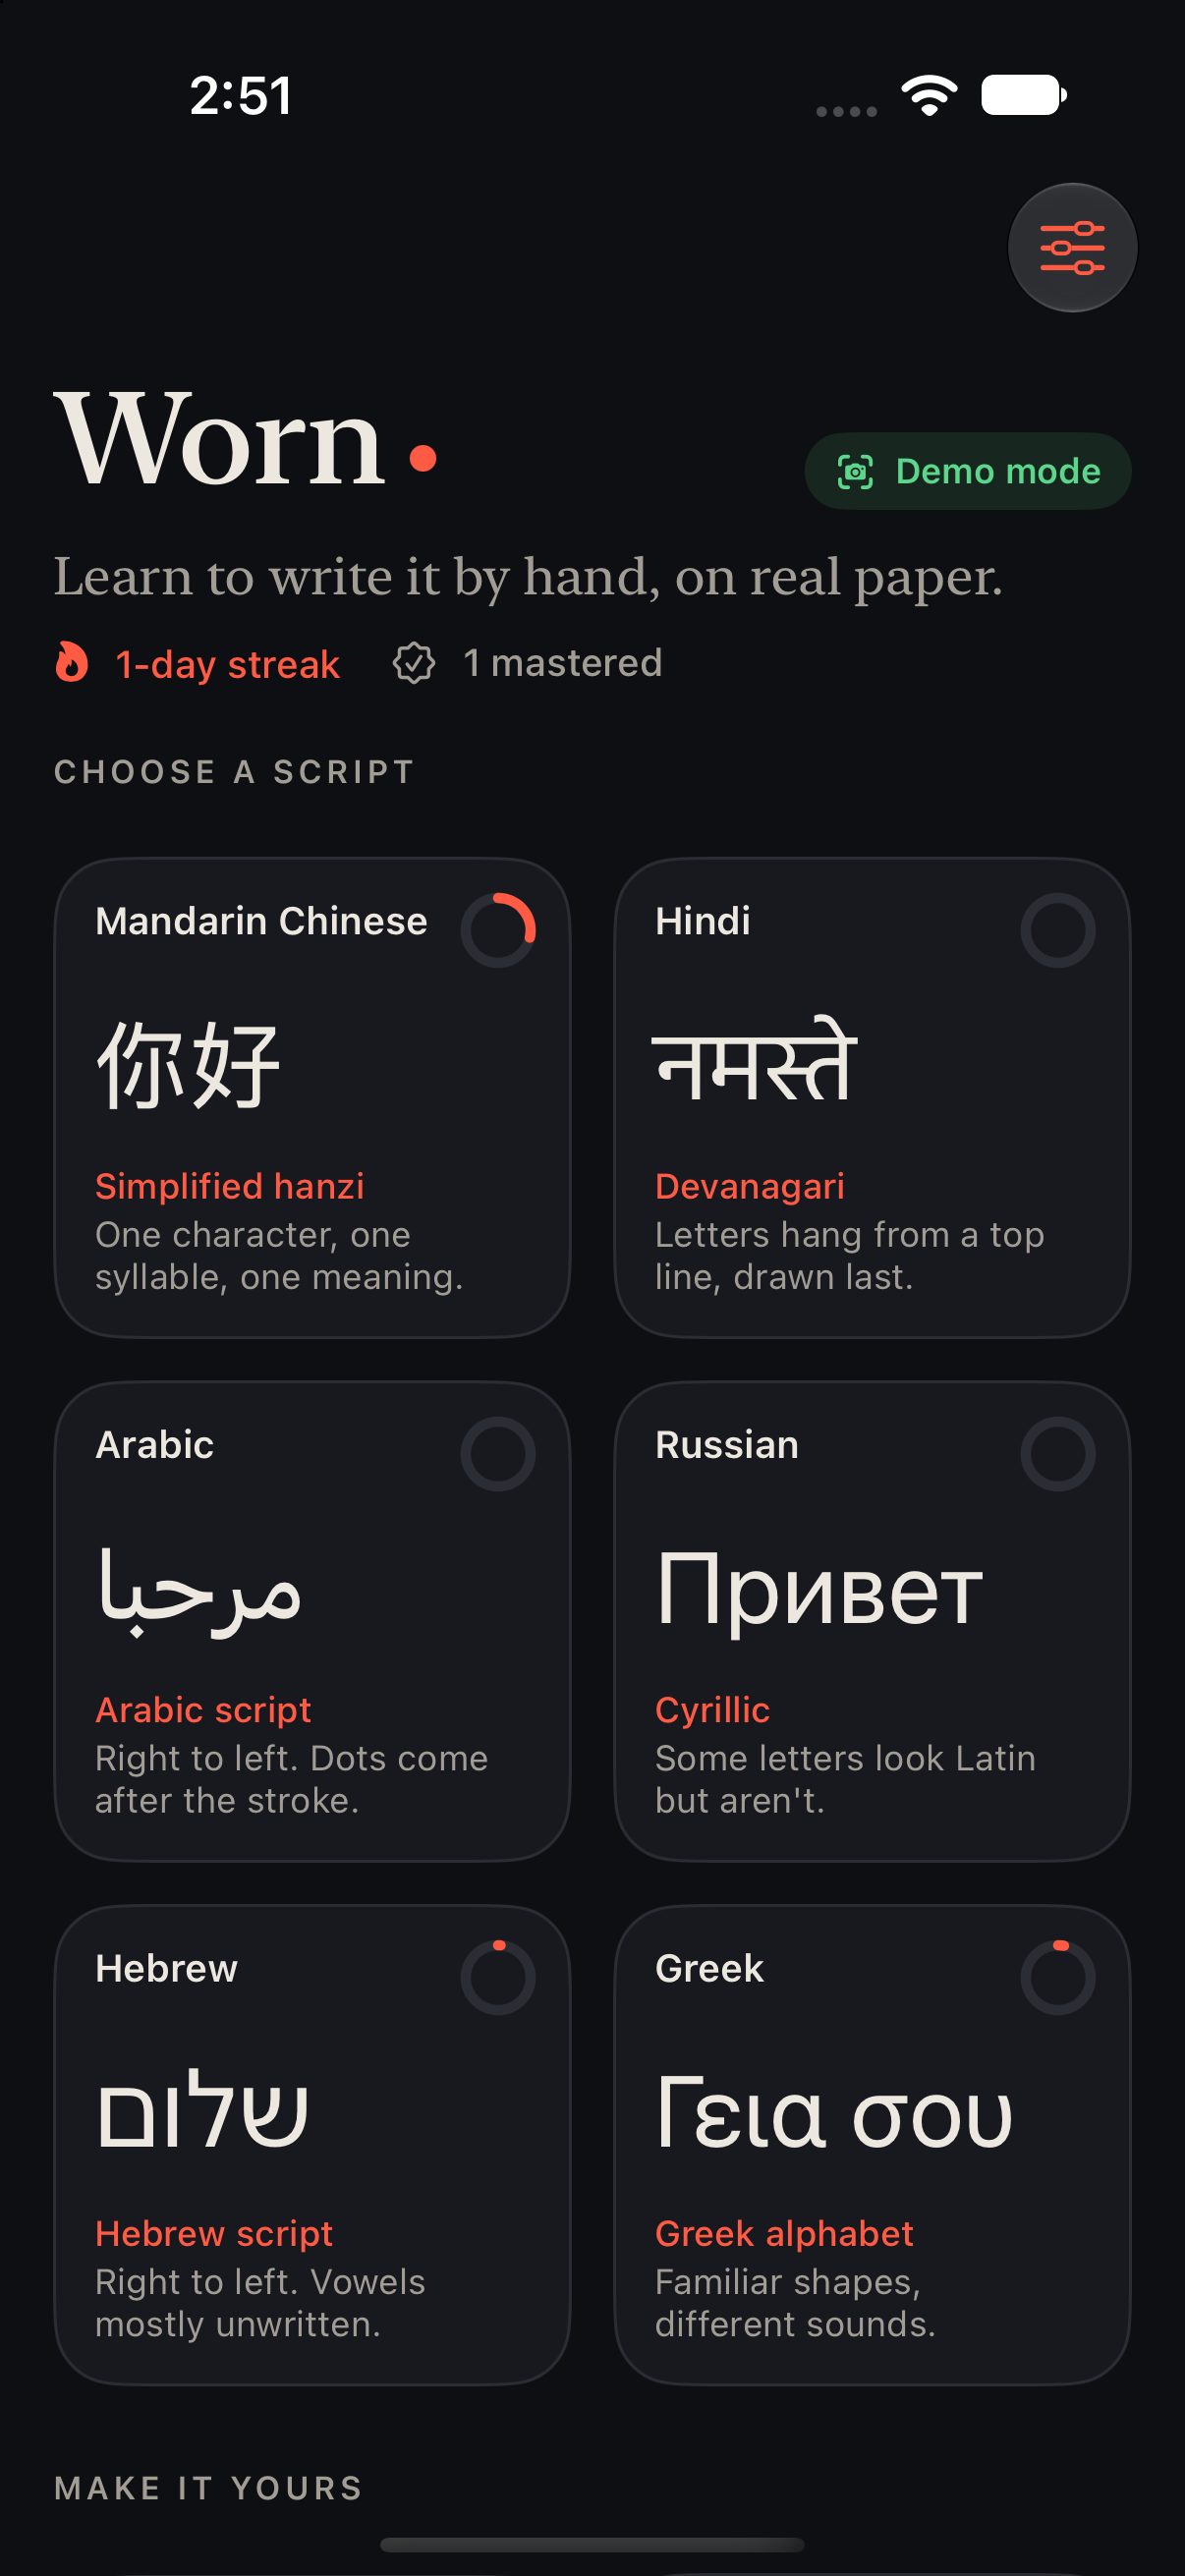 2:51
Worn
Demo mode
Learn to write it by hand, on real paper.
1-day streak
1 mastered
CHOOSE A SCRIPT
Mandarin Chinese
你好
Simplified hanzi
One character, one
syllable, one meaning.
Hindi
नमस्ते
Devanagari
Letters hang from a top
line, drawn last.
Arabic
مرحبا
Arabic script
Right to left. Dots come
after the stroke.
Russian
Привет
Cyrillic
Some letters look Latin
but aren't.
Hebrew
שלום
Hebrew script
Right to left. Vowels
mostly unwritten.
Greek
Γεια σου
Greek alphabet
Familiar shapes,
different sounds.
MAKE IT YOURS